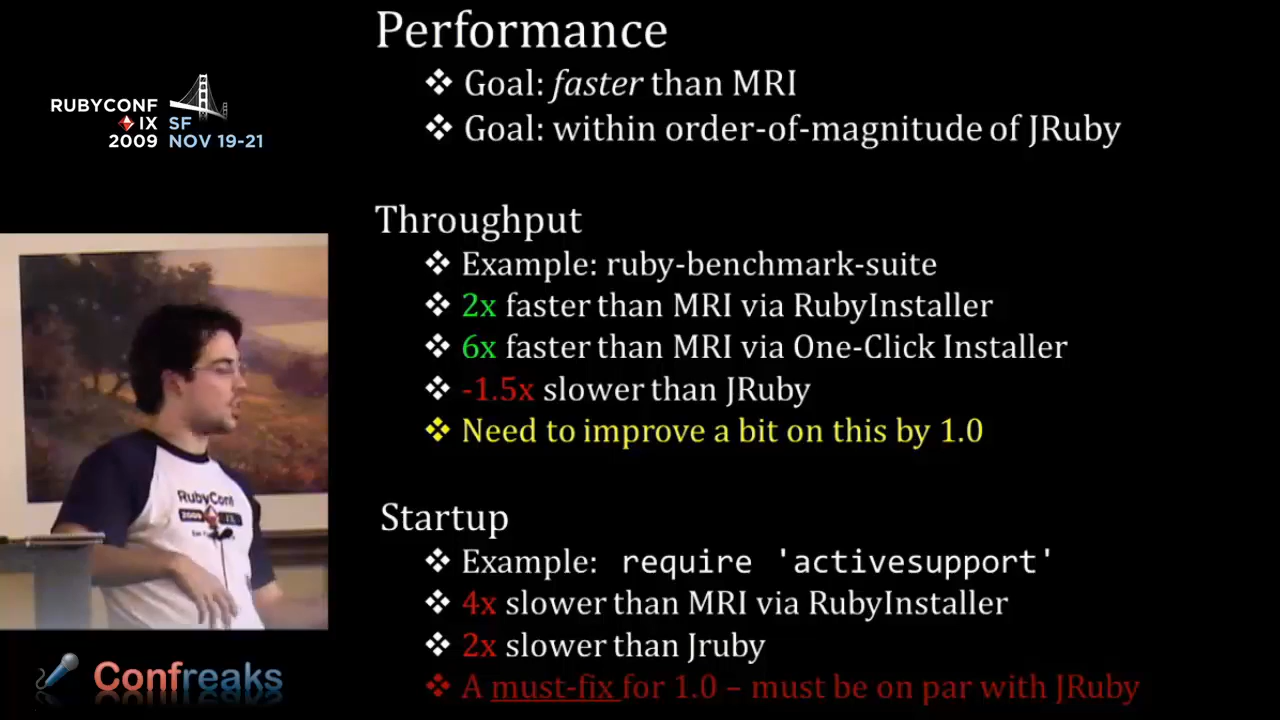 Performance
❖ Goal: faster than MRI
❖ Goal: within order-of-magnitude of JRuby
RUBYCONF
IX SF
2009 NOV 19-21
Throughput
❖ Example: ruby-benchmark-suite
❖ 2x faster than MRI via RubyInstaller
❖ 6x faster than MRI via One-Click Installer
❖ -1.5x slower than JRuby
❖ Need to improve a bit on this by 1.0
RubyConf
2009
Startup
❖ Example: require 'activesupport'
❖ 4x slower than MRI via RubyInstaller
❖ 2x slower than Jruby
❖ A must-fix for 1.0 – must be on par with JRuby
Confreaks